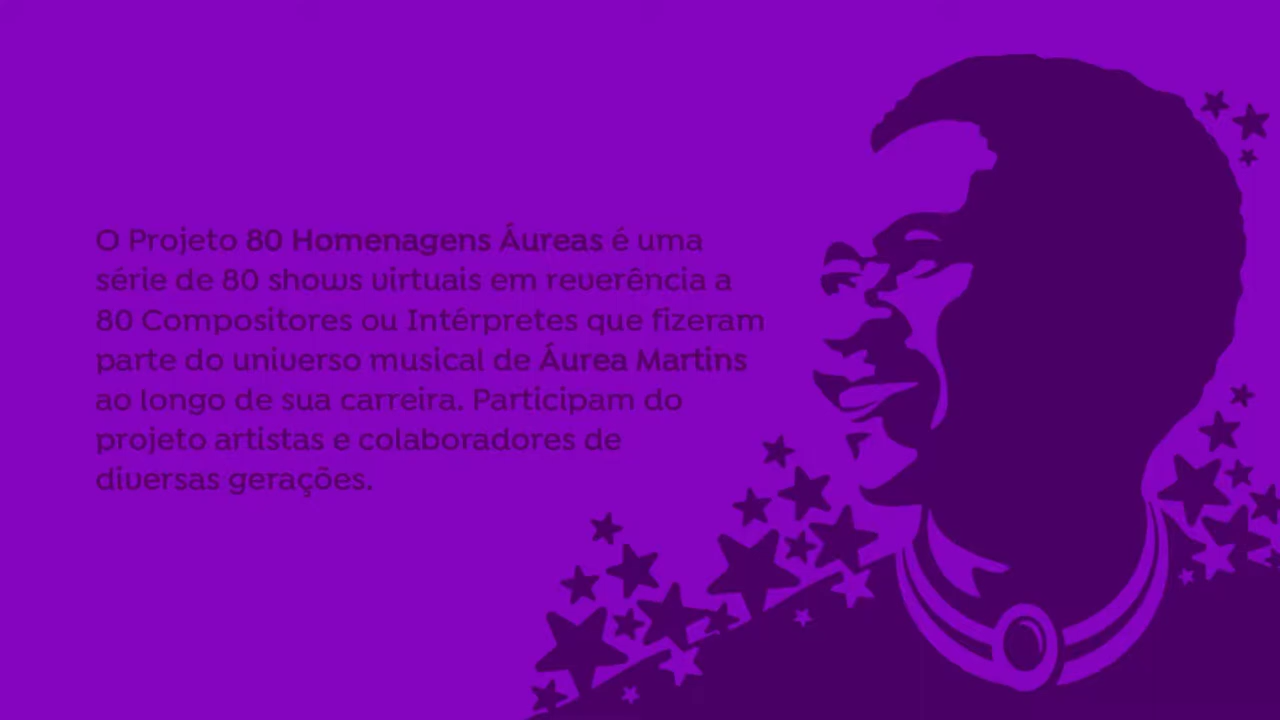 O Projeto 80 Homenagens Áureas é uma
série de 80 shows virtuais em reverência a
80 Compositores ou Intérpretes que fizeram
parte do universo musical de Áurea Martins
ao longo de sua carreira. Participam do
projeto artistas e colaboradores de
diversas gerações.